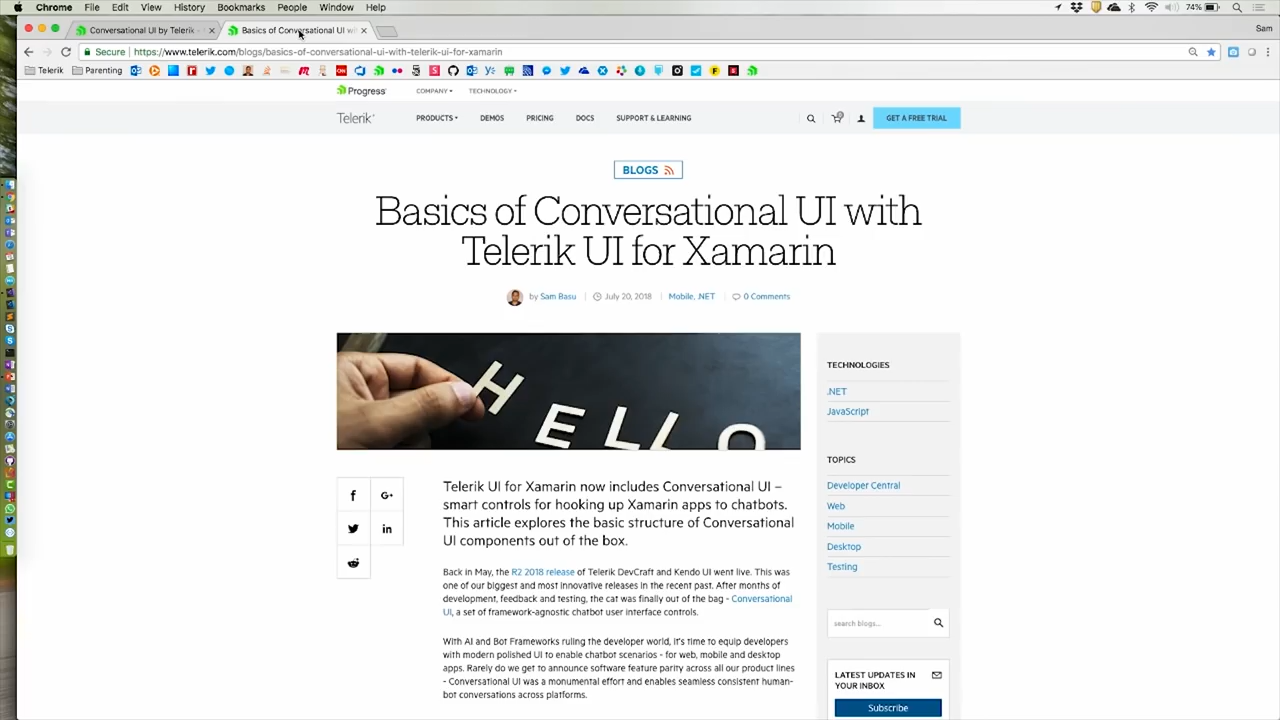 Chrome File Edit View History Bookmarks People Window Help 74%
Conversational UI by Telerik - Basics of Conversational UI wi Sam
Secure https://www.telerik.com/blogs/basics-of-conversational-ui-with-telerik-ui-for-xamarin
Telerik Parenting
Progress COMPANY TECHNOLOGY
Telerik PRODUCTS DEMOS PRICING DOCS SUPPORT & LEARNING 0 GET A FREE TRIAL
BLOGS
Basics of Conversational UI with
Telerik UI for Xamarin
by Sam Basu July 20, 2018 Mobile, .NET 0 Comments
HELLO
TECHNOLOGIES
.NET
JavaScript
TOPICS
Developer Central
Web
Mobile
Desktop
Testing
search blogs...
LATEST UPDATES IN
YOUR INBOX
Subscribe
f G+
in
Telerik UI for Xamarin now includes Conversational UI –
smart controls for hooking up Xamarin apps to chatbots.
This article explores the basic structure of Conversational
UI components out of the box.
Back in May, the R2 2018 release of Telerik DevCraft and Kendo UI went live. This was
one of our biggest and most innovative releases in the recent past. After months of
development, feedback and testing, the cat was finally out of the bag - Conversational
UI, a set of framework-agnostic chatbot user interface controls.
With AI and Bot Frameworks ruling the developer world, it's time to equip developers
with modern polished UI to enable chatbot scenarios - for web, mobile and desktop
apps. Rarely do we get to announce software feature parity across all our product lines
- Conversational UI was a monumental effort and enables seamless consistent human-
bot conversations across platforms.